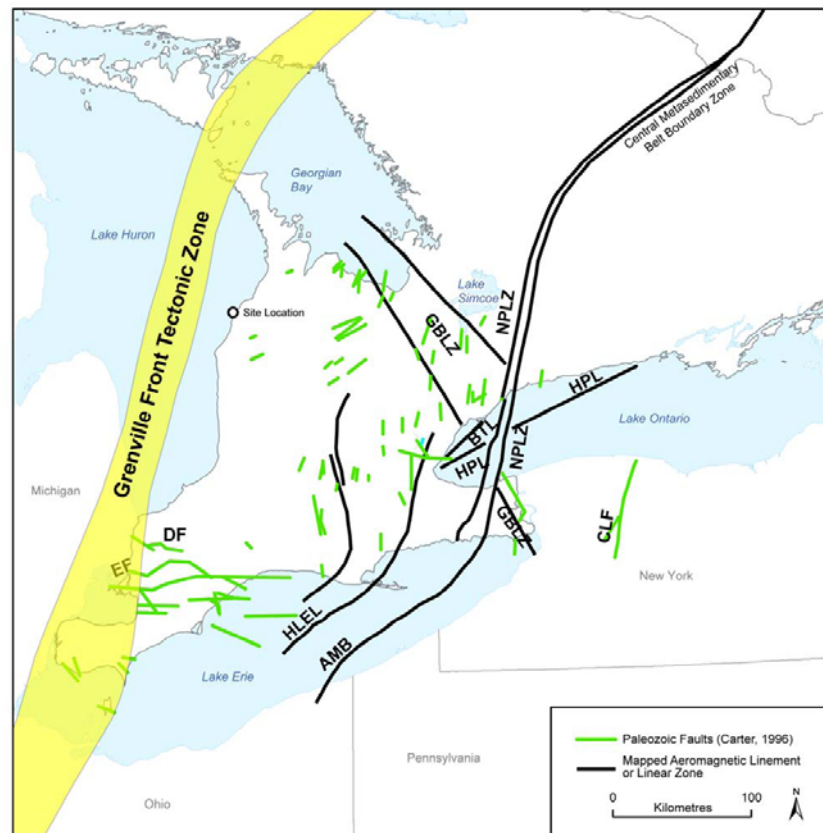 Central Metasedimentary
Belt Boundary Zone
Georgian
Bay
Lake Huron
Grenville Front Tectonic Zone
Lake
Simcoe
NPLZ
Site Location
GBLZ
HPL
Lake Ontario
BTL
HPL
NPLZ
Michigan
GBLZ
CLF
DF
EF
New York
HLEL
AMB
Lake Erie
Pennsylvania
Ohio
Paleozoic Faults (Carter, 1996)
Mapped Aeromagnetic Linement
or Linear Zone
N
0 100
Kilometres